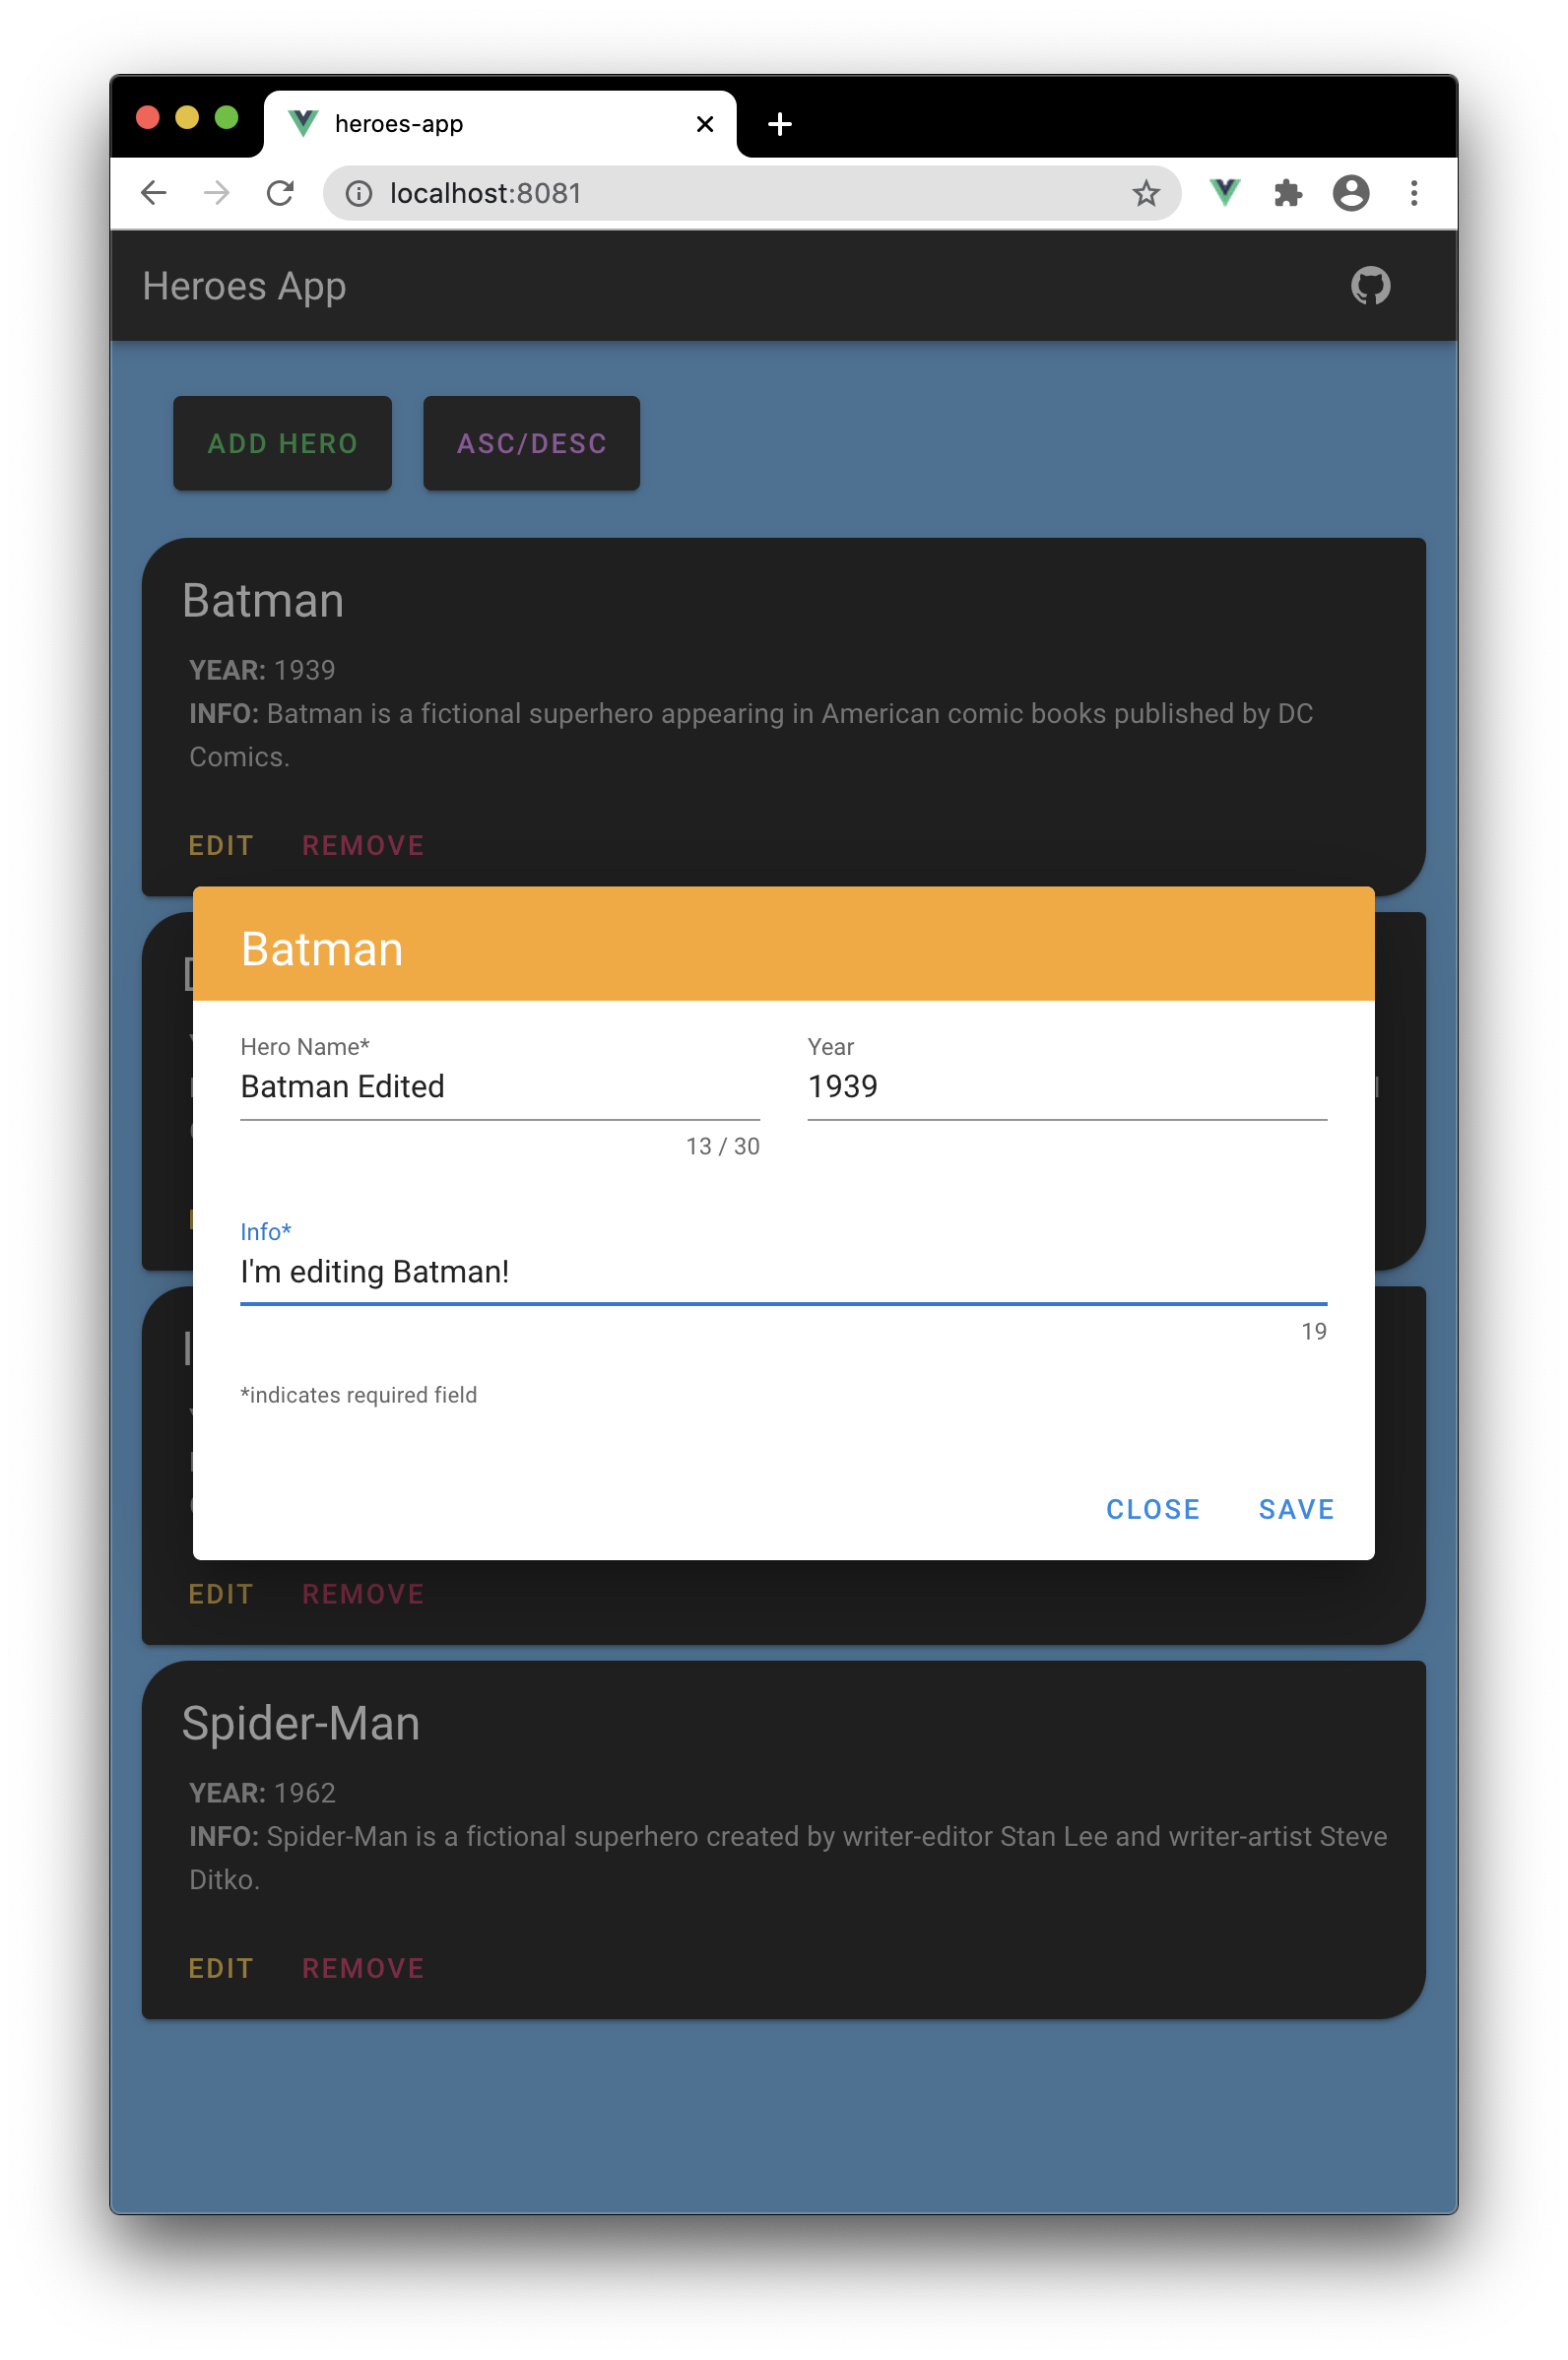 heroes-app
localhost:8081
Heroes App
ADD HERO
ASC/DESC
Batman
YEAR: 1939
INFO: Batman is a fictional superhero appearing in American comic books published by DC
Comics.
EDIT
REMOVE
Batman
Hero Name*
Year
Batman Edited
1939
13 / 30
Info*
I'm editing Batman!
19
*indicates required field
CLOSE
SAVE
EDIT
REMOVE
Spider-Man
YEAR: 1962
INFO: Spider-Man is a fictional superhero created by writer-editor Stan Lee and writer-artist Steve
Ditko.
EDIT
REMOVE